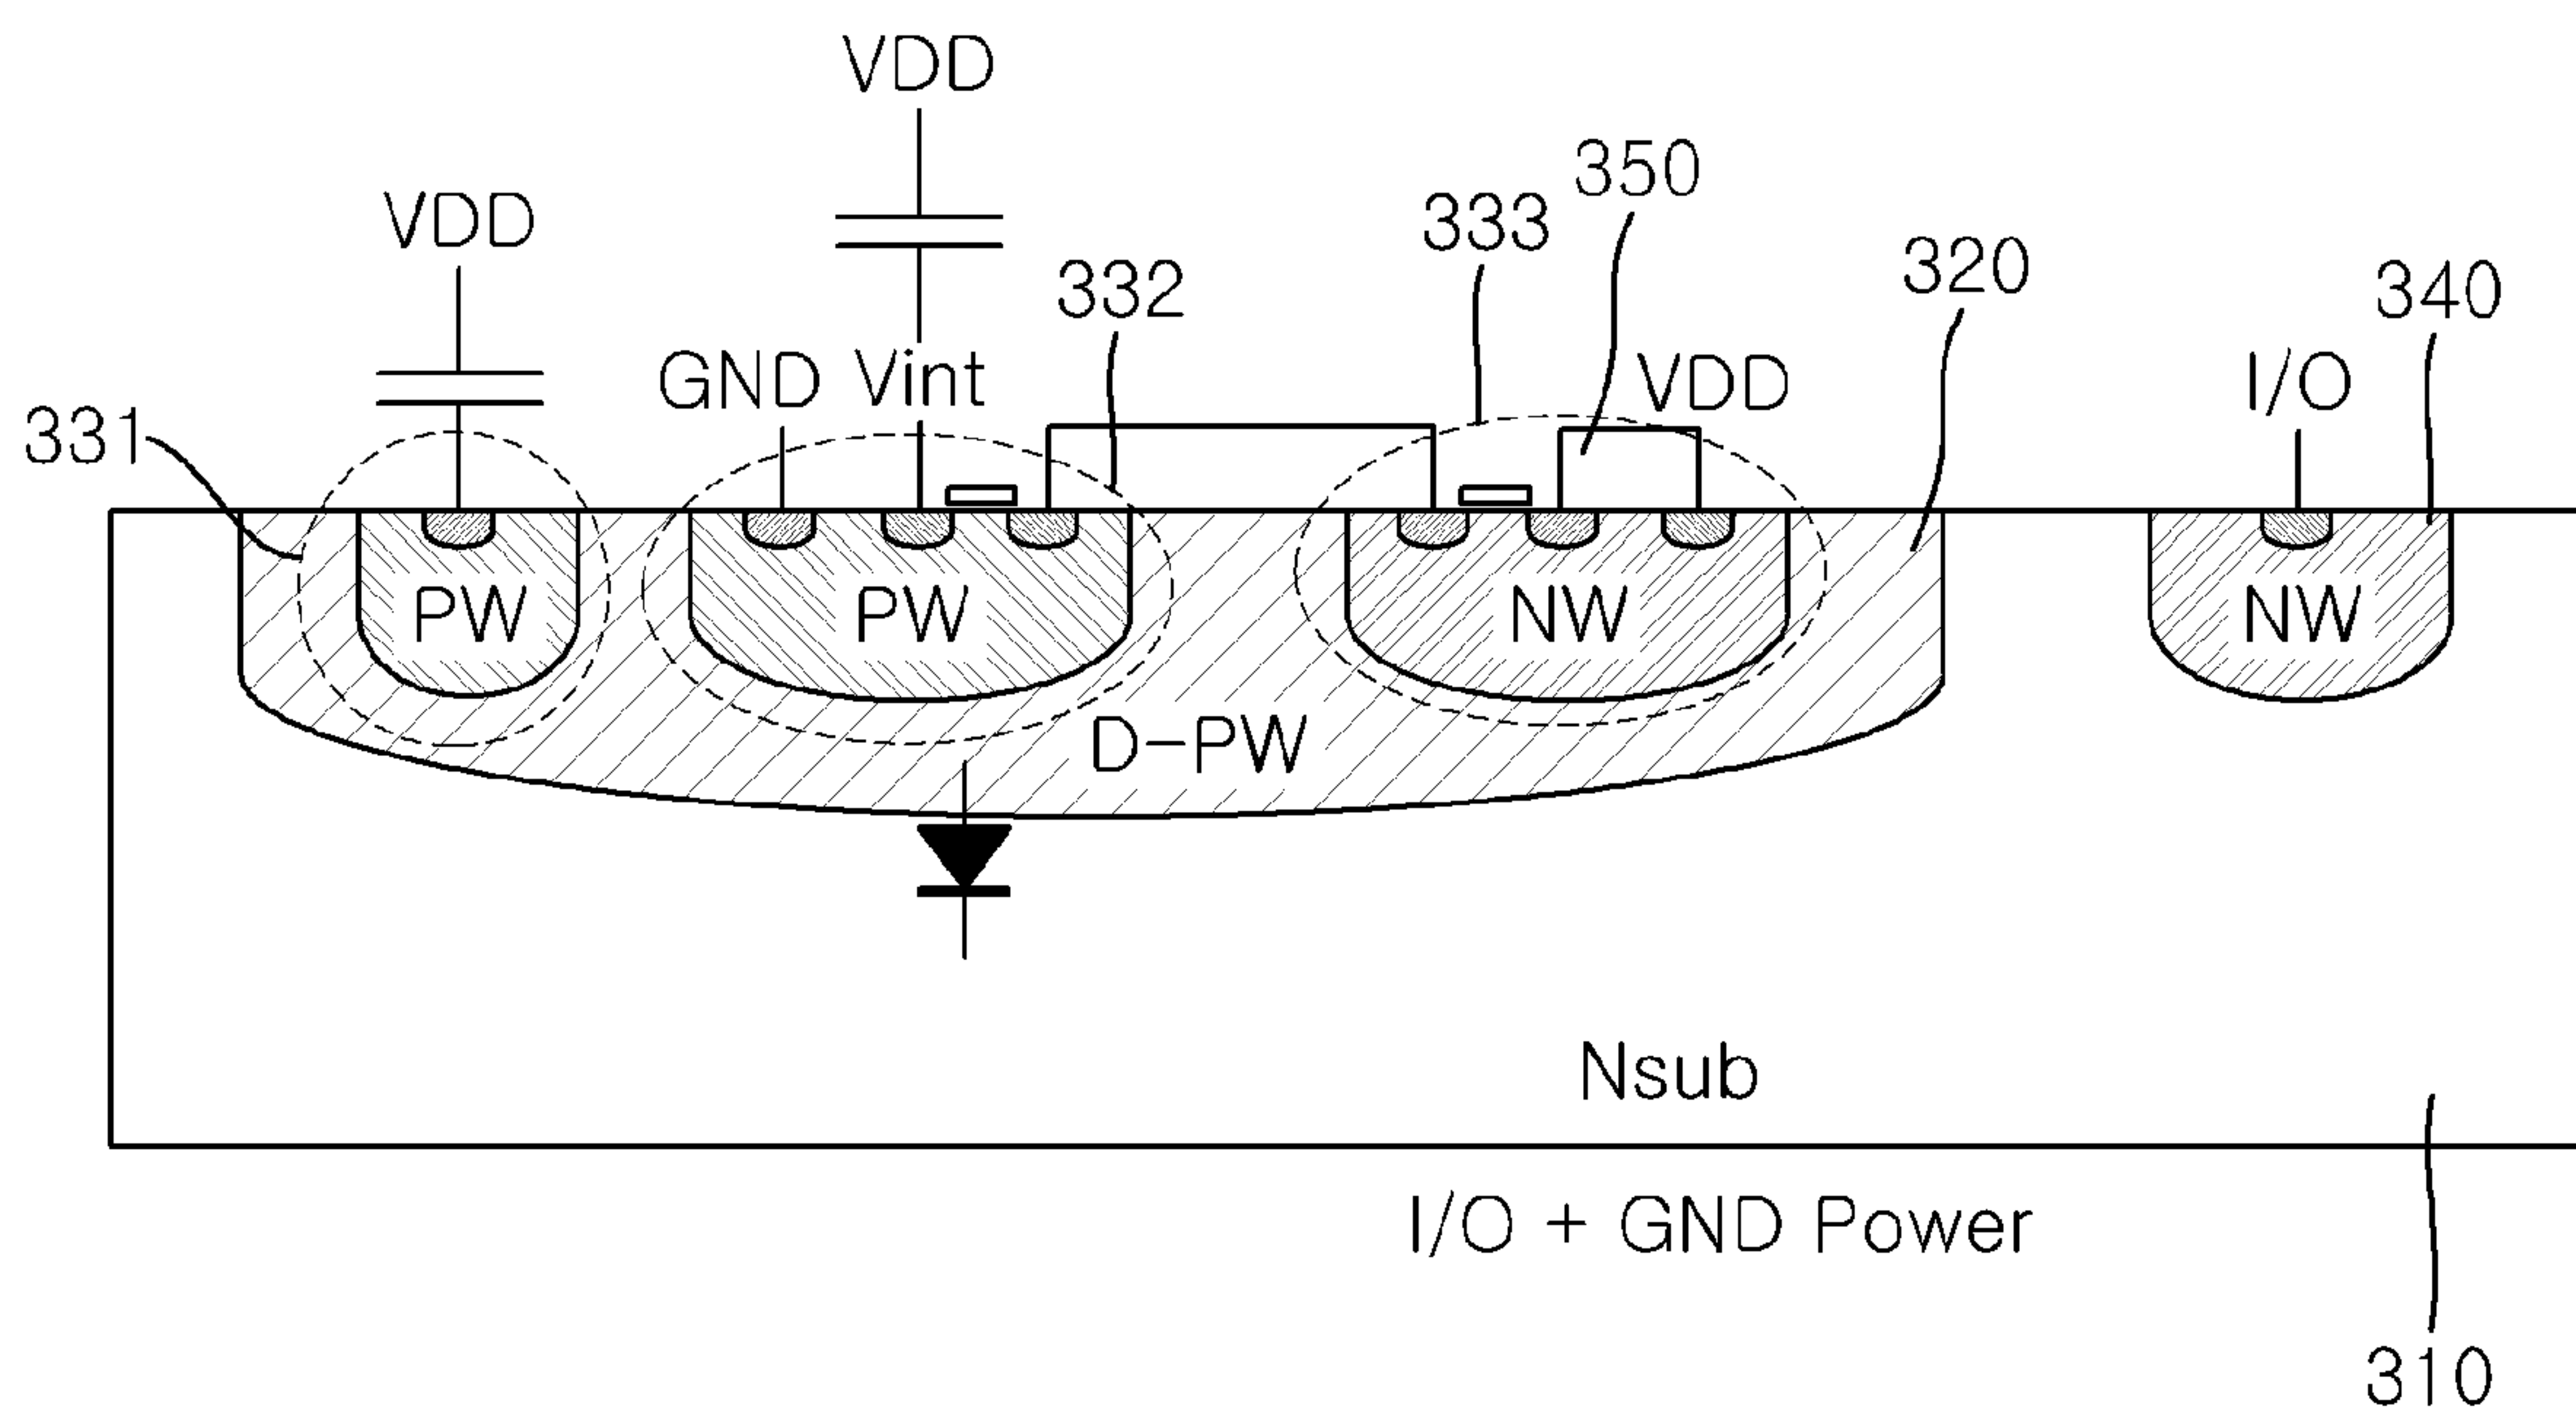 VDD
350
VDD
333
320
332
340
GND
Vint
VDD
I/O
331
PW
PW
NW
NW
D-PW
Nsub
I/O + GND Power
310